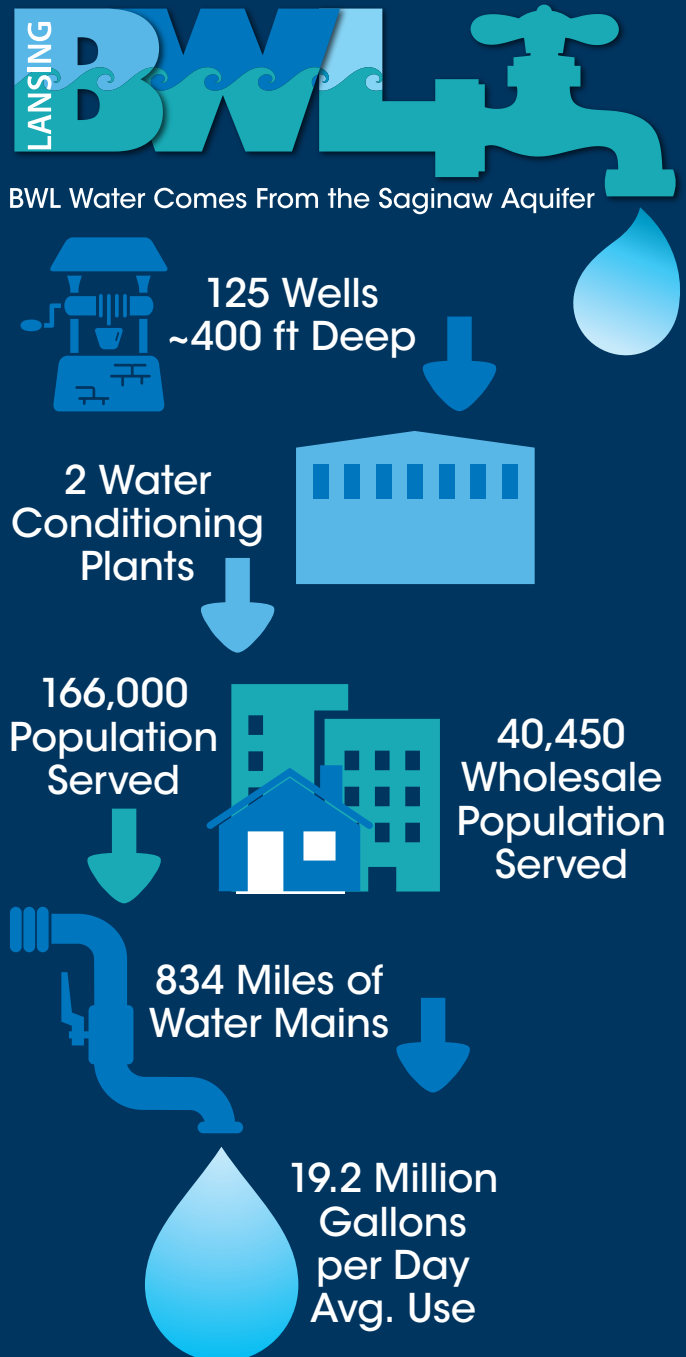 LANSING
BWL
BWL Water Comes From the Saginaw Aquifer
125 Wells
~400 ft Deep
2 Water
Conditioning
Plants
166,000
Population
Served
40,450
Wholesale
Population
Served
834 Miles of
Water Mains
19.2 Million
Gallons
per Day
Avg. Use